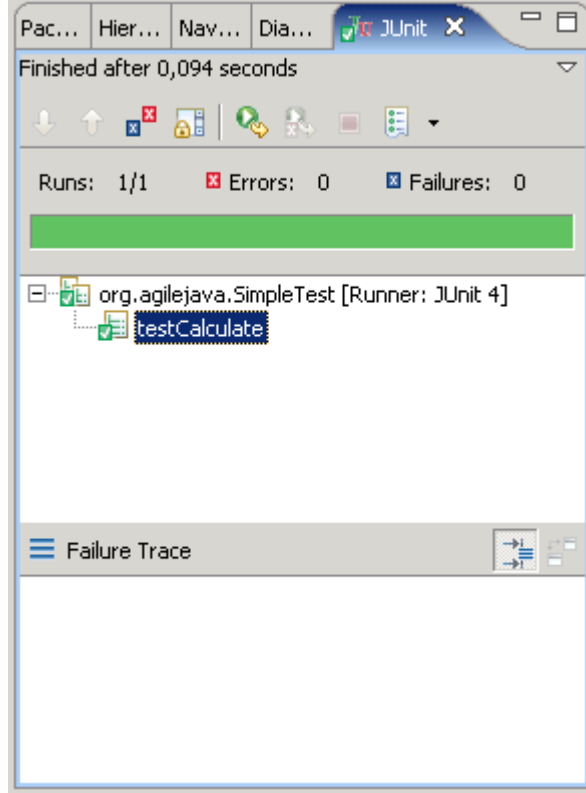 Pac... Hier... Nav... Dia... JUnit
Finished after 0,094 seconds
Runs: 1/1 Errors: 0 Failures: 0
org.agilejava.SimpleTest [Runner: JUnit 4]
testCalculate
Failure Trace